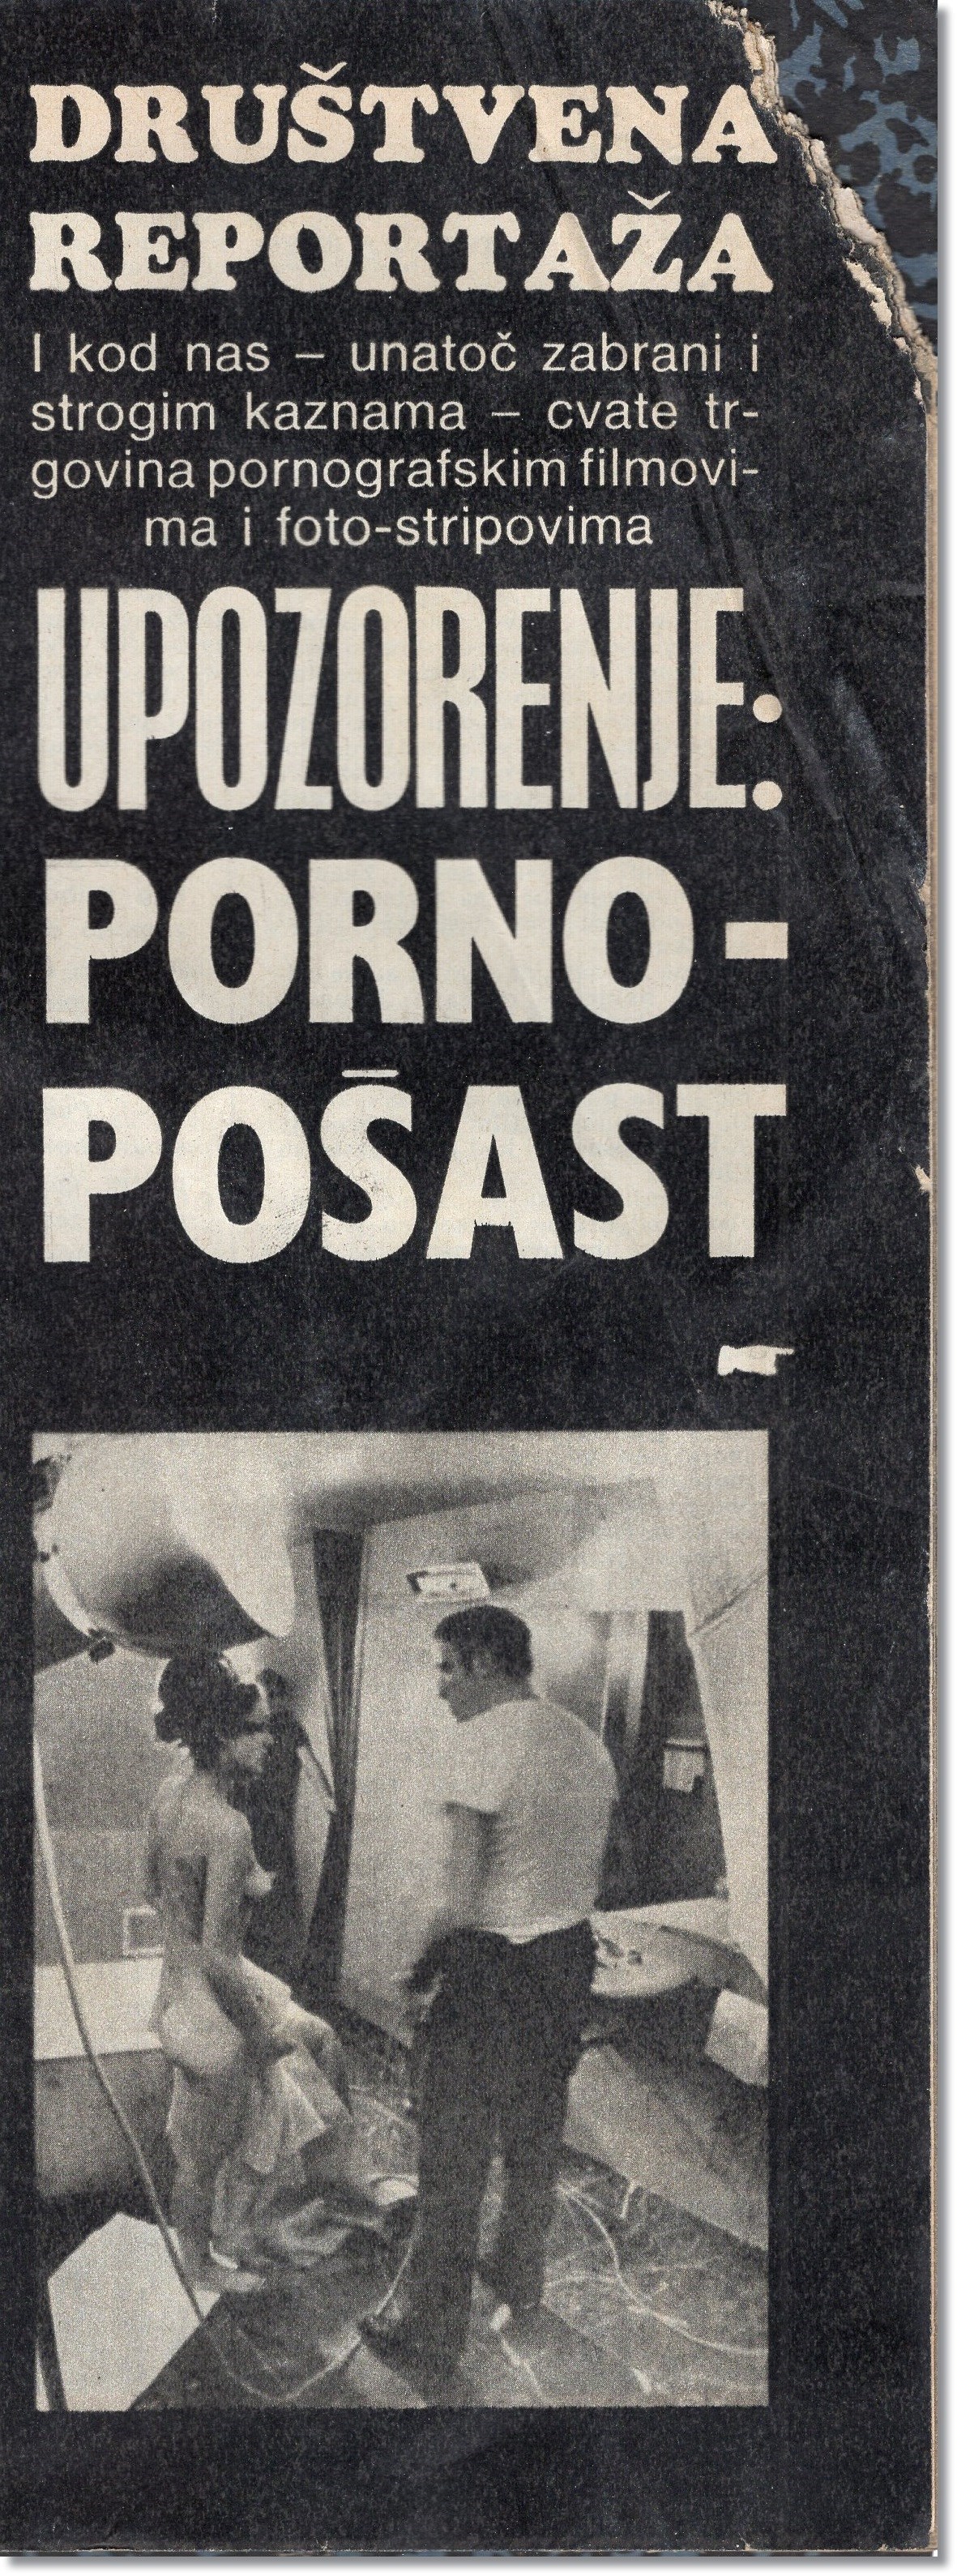 DRUŠTVENA
REPORTAŽA
I kod nas – unatoč zabrani i
strogim kaznama – cvate tr-
govina pornografskim filmovi-
ma i foto-stripovima
UPOZORENJE:
PORNO-
POŠAST